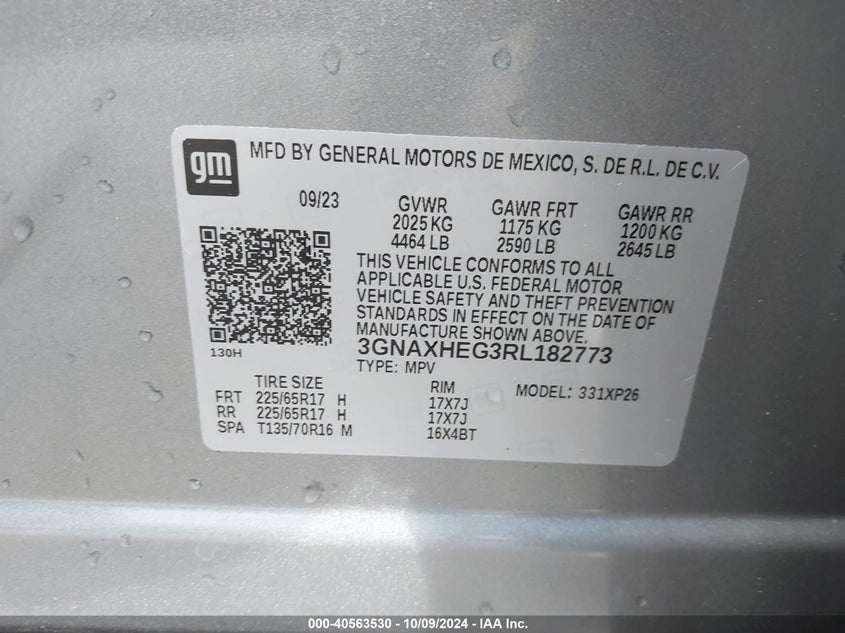 gm
MFD BY GENERAL MOTORS DE MEXICO, S. DE R.L. DE C.V.
09/23
GVWR GAWR FRT GAWR RR
2025 KG 1175 KG 1200 KG
4464 LB 2590 LB 2645 LB
THIS VEHICLE CONFORMS TO ALL
APPLICABLE U.S. FEDERAL MOTOR
VEHICLE SAFETY AND THEFT PREVENTION
STANDARDS IN EFFECT ON THE DATE OF
MANUFACTURE SHOWN ABOVE.
130H
3GNAXHEG3RL182773
TYPE: MPV
TIRE SIZE RIM MODEL: 331XP26
FRT 225/65R17 H 17X7J
RR 225/65R17 H 17X7J
SPA T135/70R16 M 16X4BT
000-40563530 - 10/09/2024 - © IAA, Inc.